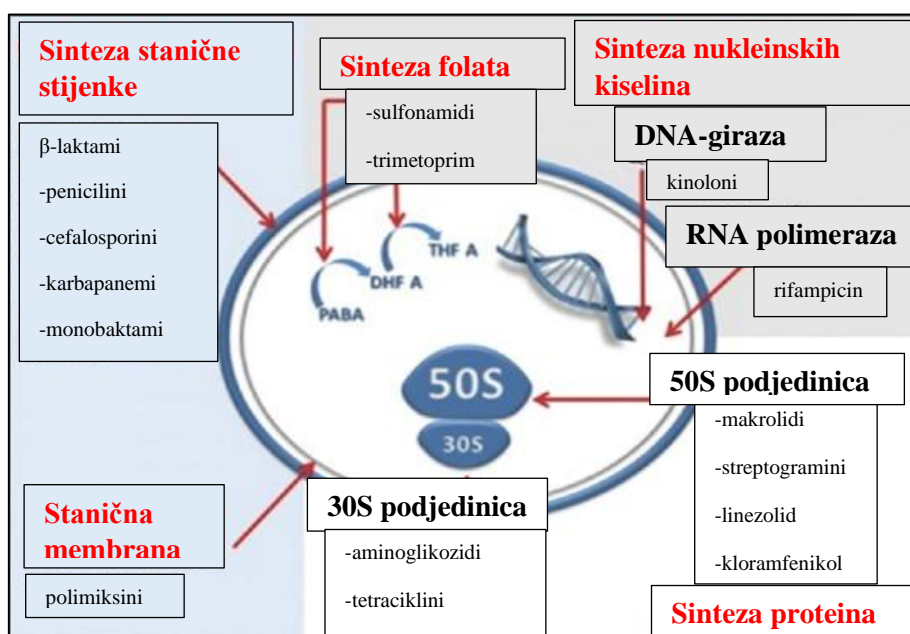 Sinteza stanične
stijenke
β-laktami
-penicilini
-cefalosporini
-karbapanemi
-monobaktami
Sinteza folata
-sulfonamidi
-trimetoprim
Sinteza nukleinskih
kiselina
DNA-giraza
kinoloni
RNA polimeraza
rifampicin
THF A
DHF A
PABA
50S
30S
50S podjedinica
-makrolidi
-streptogramini
-linezolid
-kloramfenikol
Sinteza proteina
30S podjedinica
-aminoglikozidi
-tetraciklini
Stanična
membrana
polimiksini